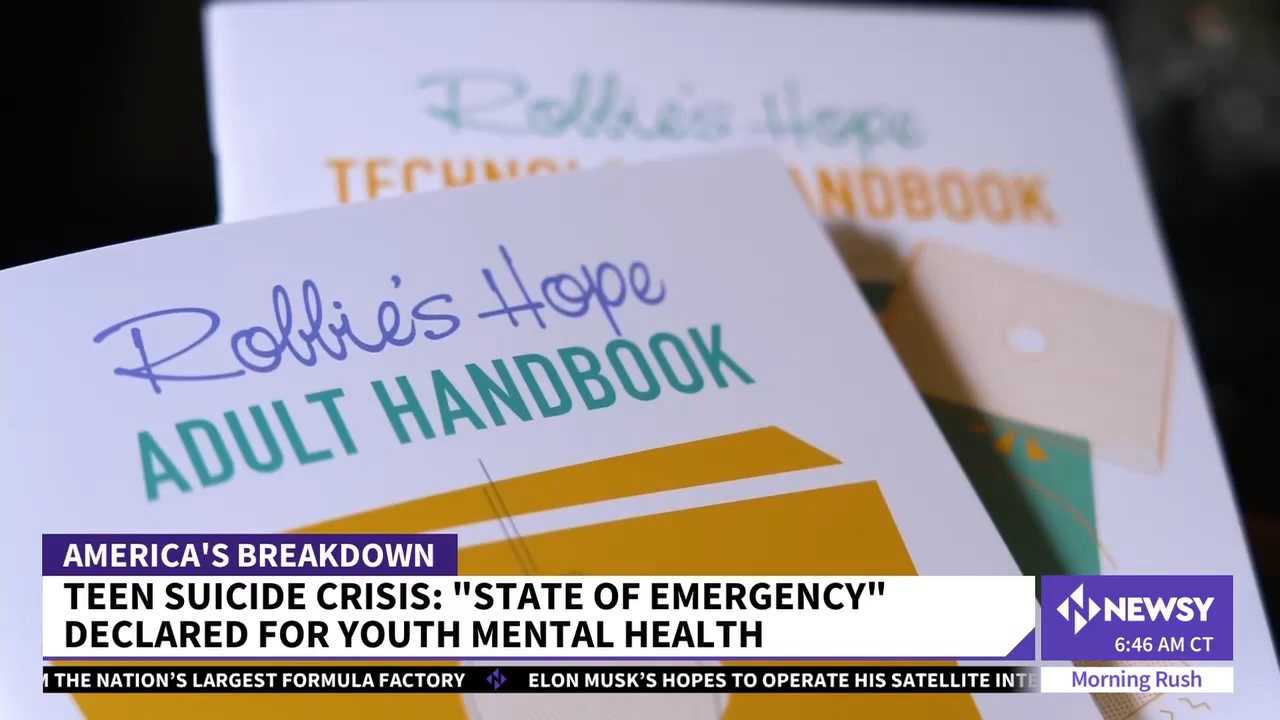 Robbie's Hope
HANDBOOK
Robbie's Hope
ADULT HANDBOOK
AMERICA'S BREAKDOWN
TEEN SUICIDE CRISIS: "STATE OF EMERGENCY"
DECLARED FOR YOUTH MENTAL HEALTH
NEWSY
6:46 AM CT
THE NATION'S LARGEST FORMULA FACTORY
ELON MUSK'S HOPES TO OPERATE HIS SATELLITE
Morning Rush